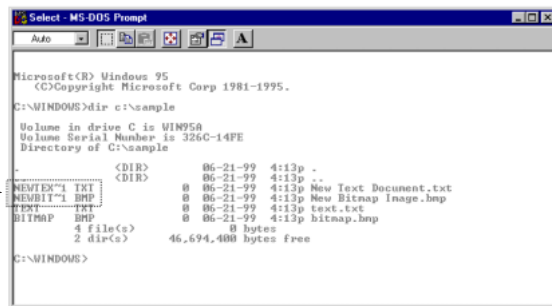 Select - MS-DOS Prompt
Auto A
Microsoft(R) Windows 95
(C)Copyright Microsoft Corp 1981-1995.
C:\WINDOWS>dir c:\sample
Volume in drive C is WIN95A
Volume Serial Number is 326C-14FE
Directory of C:\sample
. <DIR> 06-21-99 4:13p .
.. <DIR> 06-21-99 4:13p ..
NEWTEX~1 TXT 0 06-21-99 4:13p New Text Document.txt
NEWBIT~1 BMP 0 06-21-99 4:13p New Bitmap Image.bmp
TEXT TXT 0 06-21-99 4:13p text.txt
BITMAP BMP 0 06-21-99 4:13p bitmap.bmp
4 file(s) 0 bytes
2 dir(s) 46,694,400 bytes free
C:\WINDOWS>